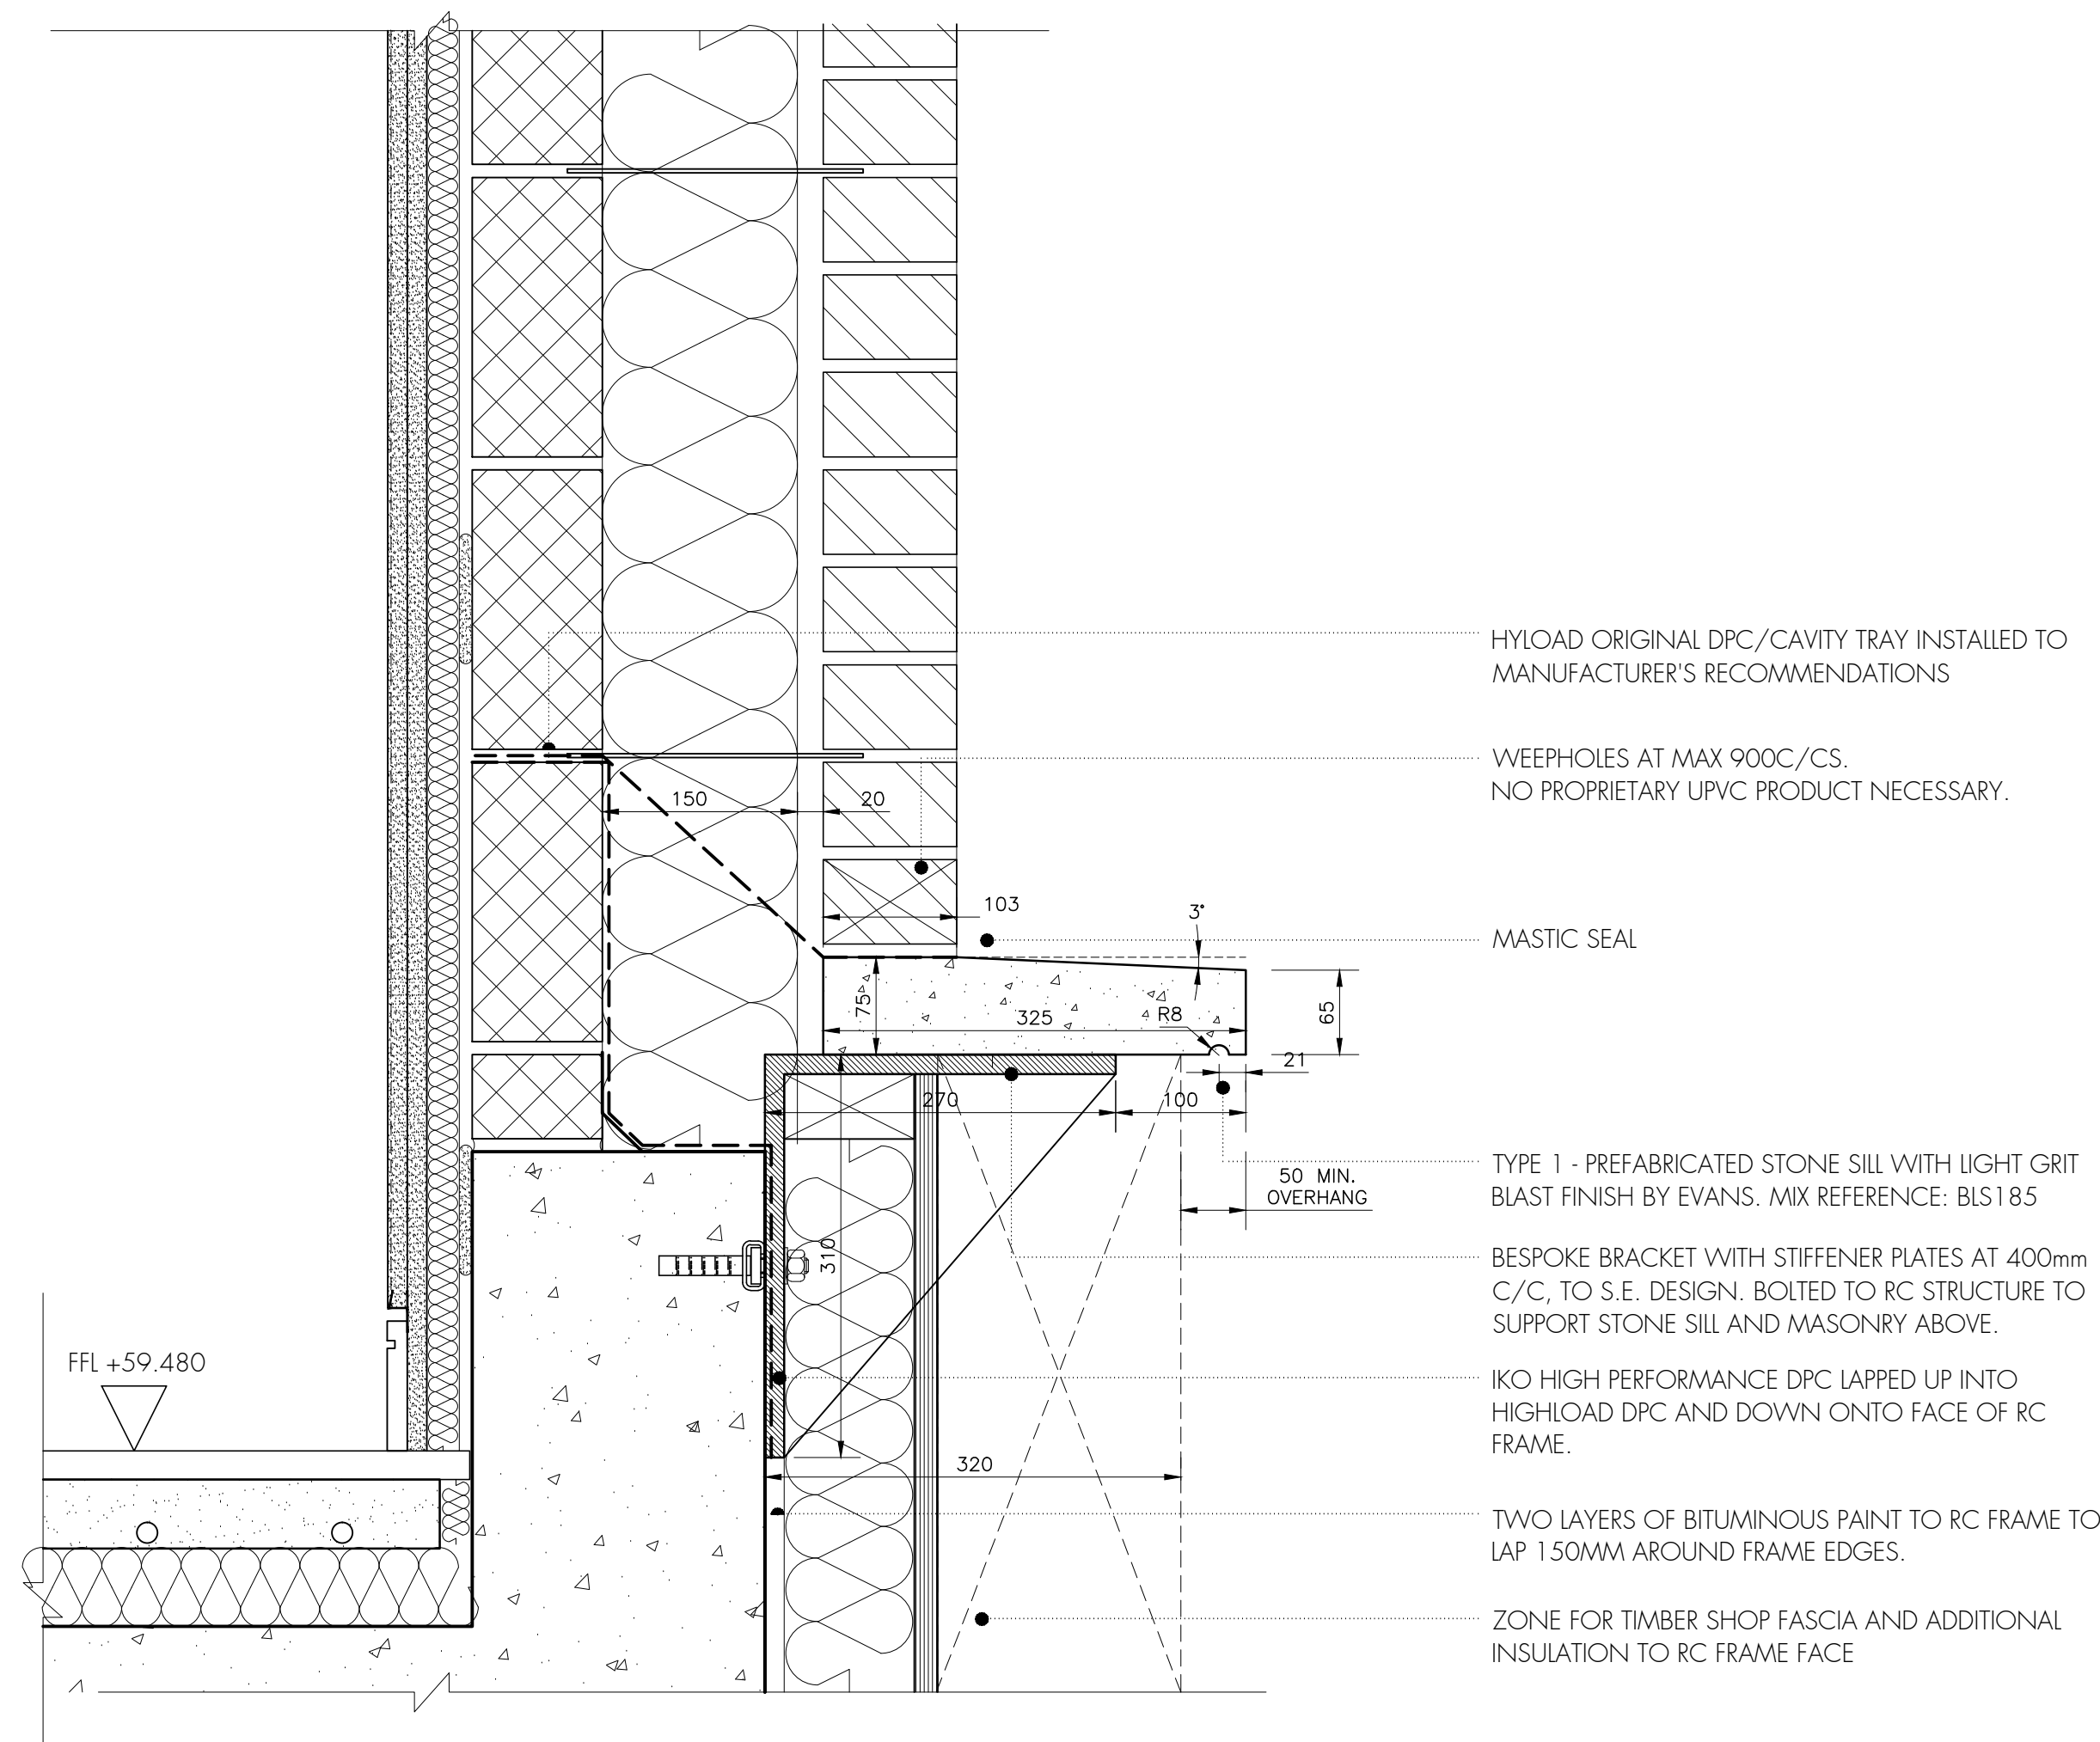 HYLOAD ORIGINAL DPC/CAVITY TRAY INSTALLED TO
MANUFACTURER'S RECOMMENDATIONS
WEEPHOLES AT MAX 900C/CS.
NO PROPRIETARY UPVC PRODUCT NECESSARY.
150
20
103
3°
MASTIC SEAL
75
325
R8
65
21
270
100
50 MIN.
OVERHANG
TYPE 1 - PREFABRICATED STONE SILL WITH LIGHT GRIT
BLAST FINISH BY EVANS. MIX REFERENCE: BLS185
310
BESPOKE BRACKET WITH STIFFENER PLATES AT 400mm
C/C, TO S.E. DESIGN. BOLTED TO RC STRUCTURE TO
SUPPORT STONE SILL AND MASONRY ABOVE.
FFL +59.480
IKO HIGH PERFORMANCE DPC LAPPED UP INTO
HIGHLOAD DPC AND DOWN ONTO FACE OF RC
FRAME.
320
TWO LAYERS OF BITUMINOUS PAINT TO RC FRAME TO
LAP 150MM AROUND FRAME EDGES.
ZONE FOR TIMBER SHOP FASCIA AND ADDITIONAL
INSULATION TO RC FRAME FACE